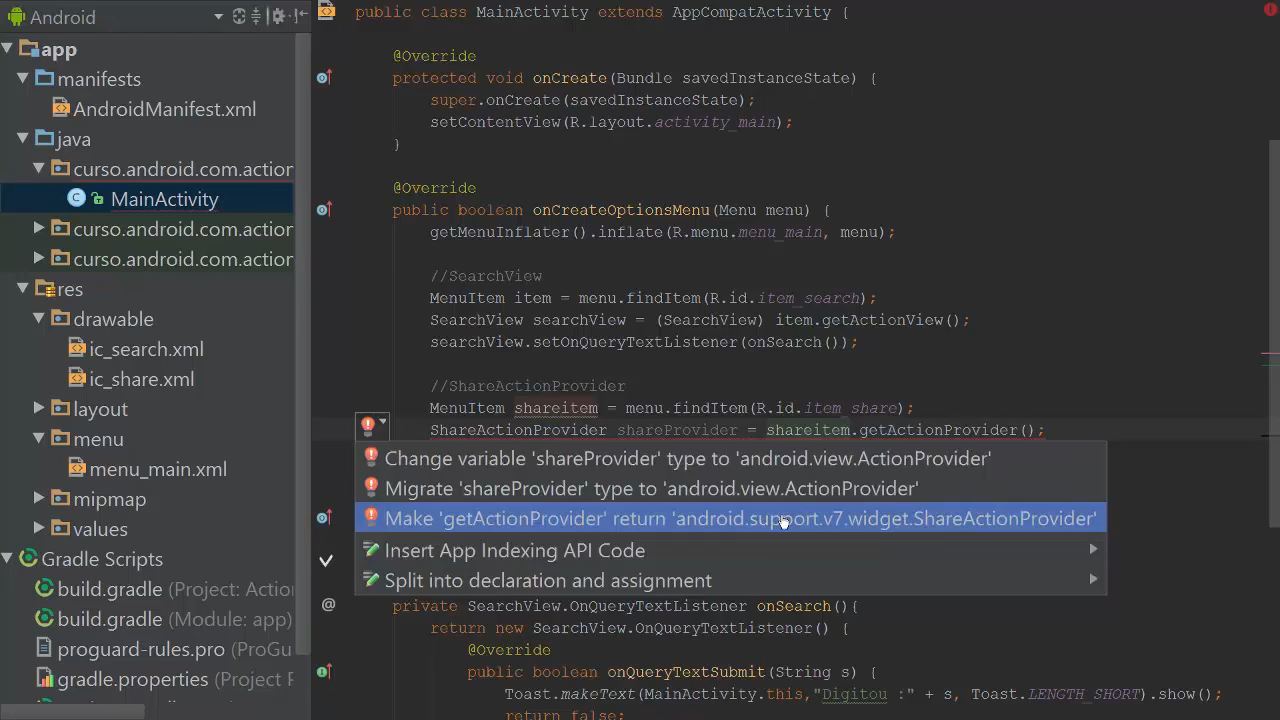 Android
app
manifests
AndroidManifest.xml
java
curso.android.com.action
MainActivity
curso.android.com.action
curso.android.com.action
res
drawable
ic_search.xml
ic_share.xml
layout
menu
menu_main.xml
mipmap
values
Gradle Scripts
build.gradle (Project: Action
build.gradle (Module: app)
proguard-rules.pro (ProGu
gradle.properties (Project F
public class MainActivity extends AppCompatActivity {
@Override
protected void onCreate(Bundle savedInstanceState) {
super.onCreate(savedInstanceState);
setContentView(R.layout.activity_main);
}
@Override
public boolean onCreateOptionsMenu(Menu menu) {
getMenuInflater().inflate(R.menu.menu_main, menu);
//SearchView
MenuItem item = menu.findItem(R.id.item_search);
SearchView searchView = (SearchView) item.getActionView();
searchView.setOnQueryTextListener(onSearch());
//ShareActionProvider
MenuItem shareitem = menu.findItem(R.id.item_share);
ShareActionProvider shareProvider = shareitem.getActionProvider();
Change variable 'shareProvider' type to 'android.view.ActionProvider'
Migrate 'shareProvider' type to 'android.view.ActionProvider'
Make 'getActionProvider' return 'android.support.v7.widget.ShareActionProvider'
Insert App Indexing API Code
Split into declaration and assignment
@
private SearchView.OnQueryTextListener onSearch(){
return new SearchView.OnQueryTextListener() {
@Override
public boolean onQueryTextSubmit(String s) {
Toast.makeText(MainActivity.this,"Digitou :" + s, Toast.LENGTH_SHORT).show();
return false;